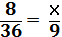 8/36 = x/9